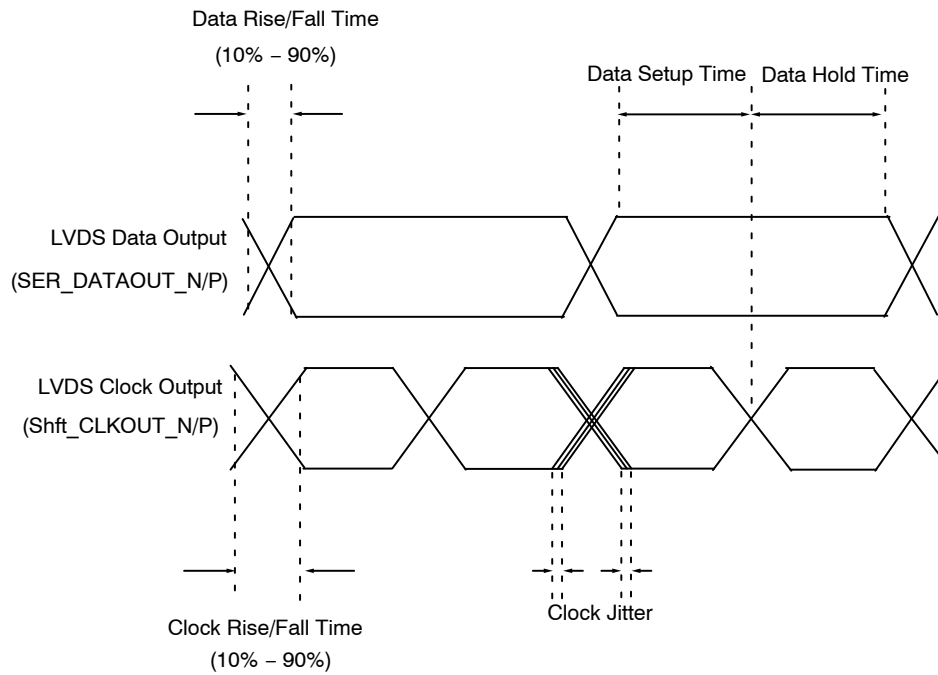 Data Rise/Fall Time
(10% – 90%)
Data Setup Time
Data Hold Time
LVDS Data Output
(SER_DATAOUT_N/P)
LVDS Clock Output
(Shft_CLKOUT_N/P)
Clock Jitter
Clock Rise/Fall Time
(10% – 90%)